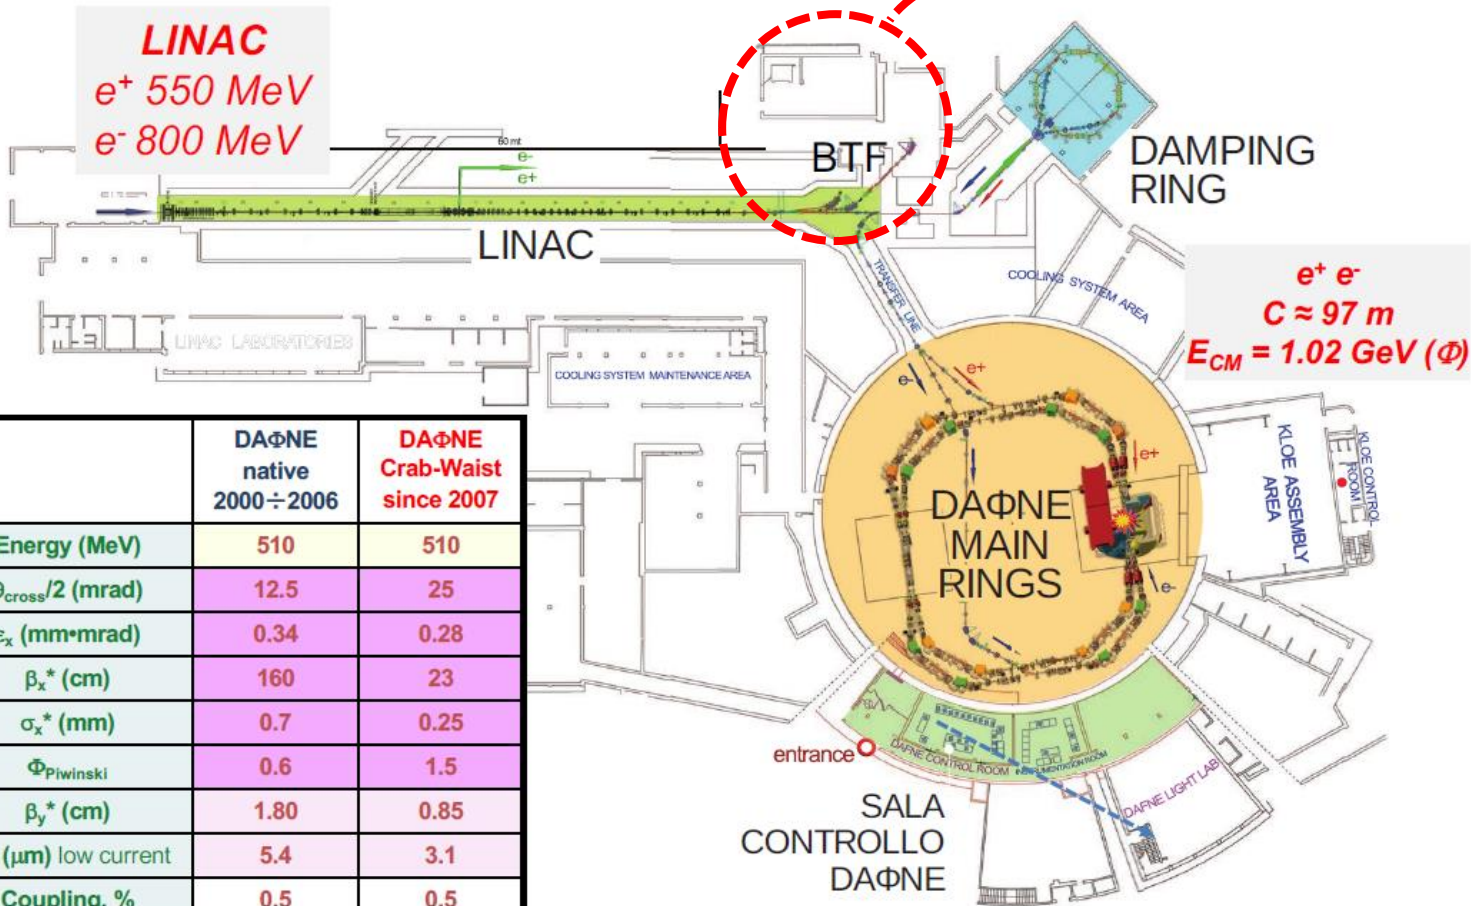 LINAC
e+ 550 MeV
e- 800 MeV
60 mt
e-
e+
BTF
LINAC
DAMPING
RING
TRANSFER LINE
COOLING SYSTEM AREA
e+ e-
C ≈ 97 m
E_CM = 1.02 GeV (Φ)
LINAC LABORATORIES
COOLING SYSTEM MAINTENANCE AREA
e-
e+
e+
DAΦNE
MAIN
RINGS
e-
KLOE ASSEMBLY
AREA
KLOE CONTROL
ROOM
DAΦNE native 2000÷2006 DAΦNE Crab-Waist since 2007
Energy (MeV) 510 510
θcross/2 (mrad) 12.5 25
εx (mm•mrad) 0.34 0.28
βx* (cm) 160 23
σx* (mm) 0.7 0.25
ΦPiwinski 0.6 1.5
βy* (cm) 1.80 0.85
(μm) low current 5.4 3.1
Coupling, % 0.5 0.5
entrance
DAFNE CONTROL ROOM
INSTRUMENTATION ROOM
DAFNE LIGHT LAB
SALA
CONTROLLO
DAΦNE